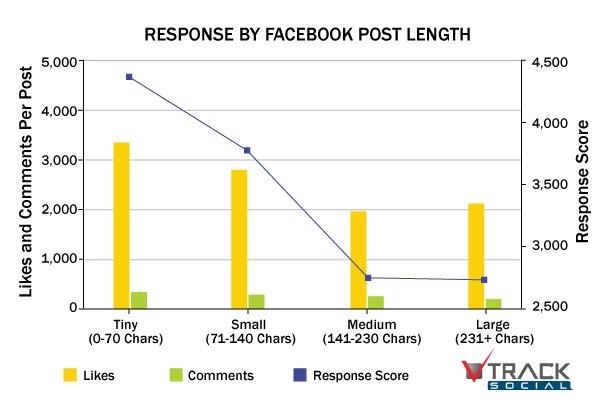 RESPONSE BY FACEBOOK POST LENGTH
Likes and Comments Per Post
5,000
4,000
3,000
2,000
1,000
0
4,500
4,000
3,500
3,000
2,500
Response Score
Tiny
(0-70 Chars)
Small
(71-140 Chars)
Medium
(141-230 Chars)
Large
(231+ Chars)
Likes
Comments
Response Score
TRACK
SOCIAL